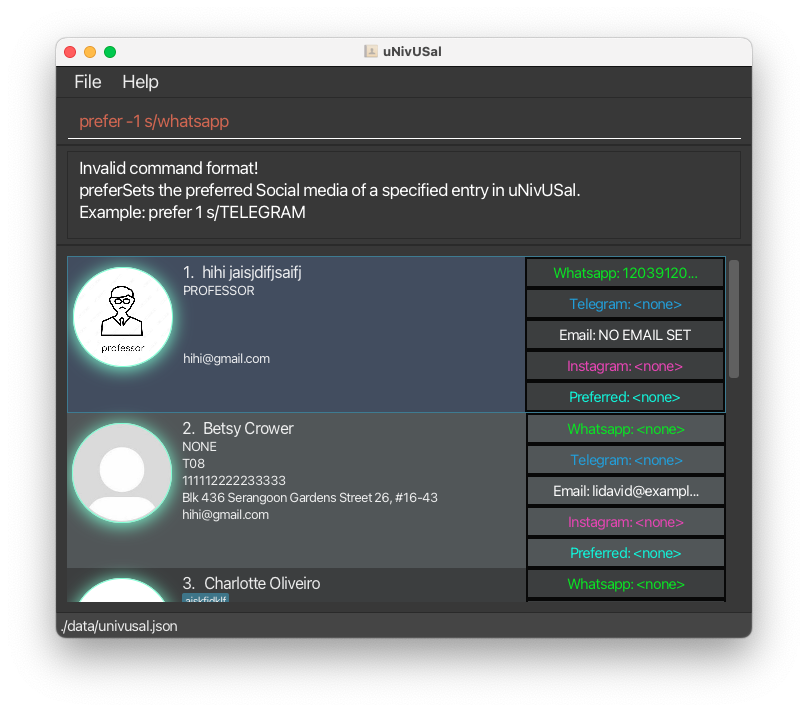 uNivUSal
File Help
prefer -1 s/whatsapp
Invalid command format!
preferSets the preferred Social media of a specified entry in uNivUSal.
Example: prefer 1 s/TELEGRAM
1. hihi jaisjdifjsaifj
PROFESSOR
hihi@gmail.com
professor
Whatsapp: 12039120...
Telegram: <none>
Email: NO EMAIL SET
Instagram: <none>
Preferred: <none>
2. Betsy Crower
NONE
T08
111112222233333
Blk 436 Serangoon Gardens Street 26, #16-43
hihi@gmail.com
Whatsapp: <none>
Telegram: <none>
Email: lidavid@exampl...
Instagram: <none>
Preferred: <none>
3. Charlotte Oliveiro
Whatsapp: <none>
./data/univusal.json